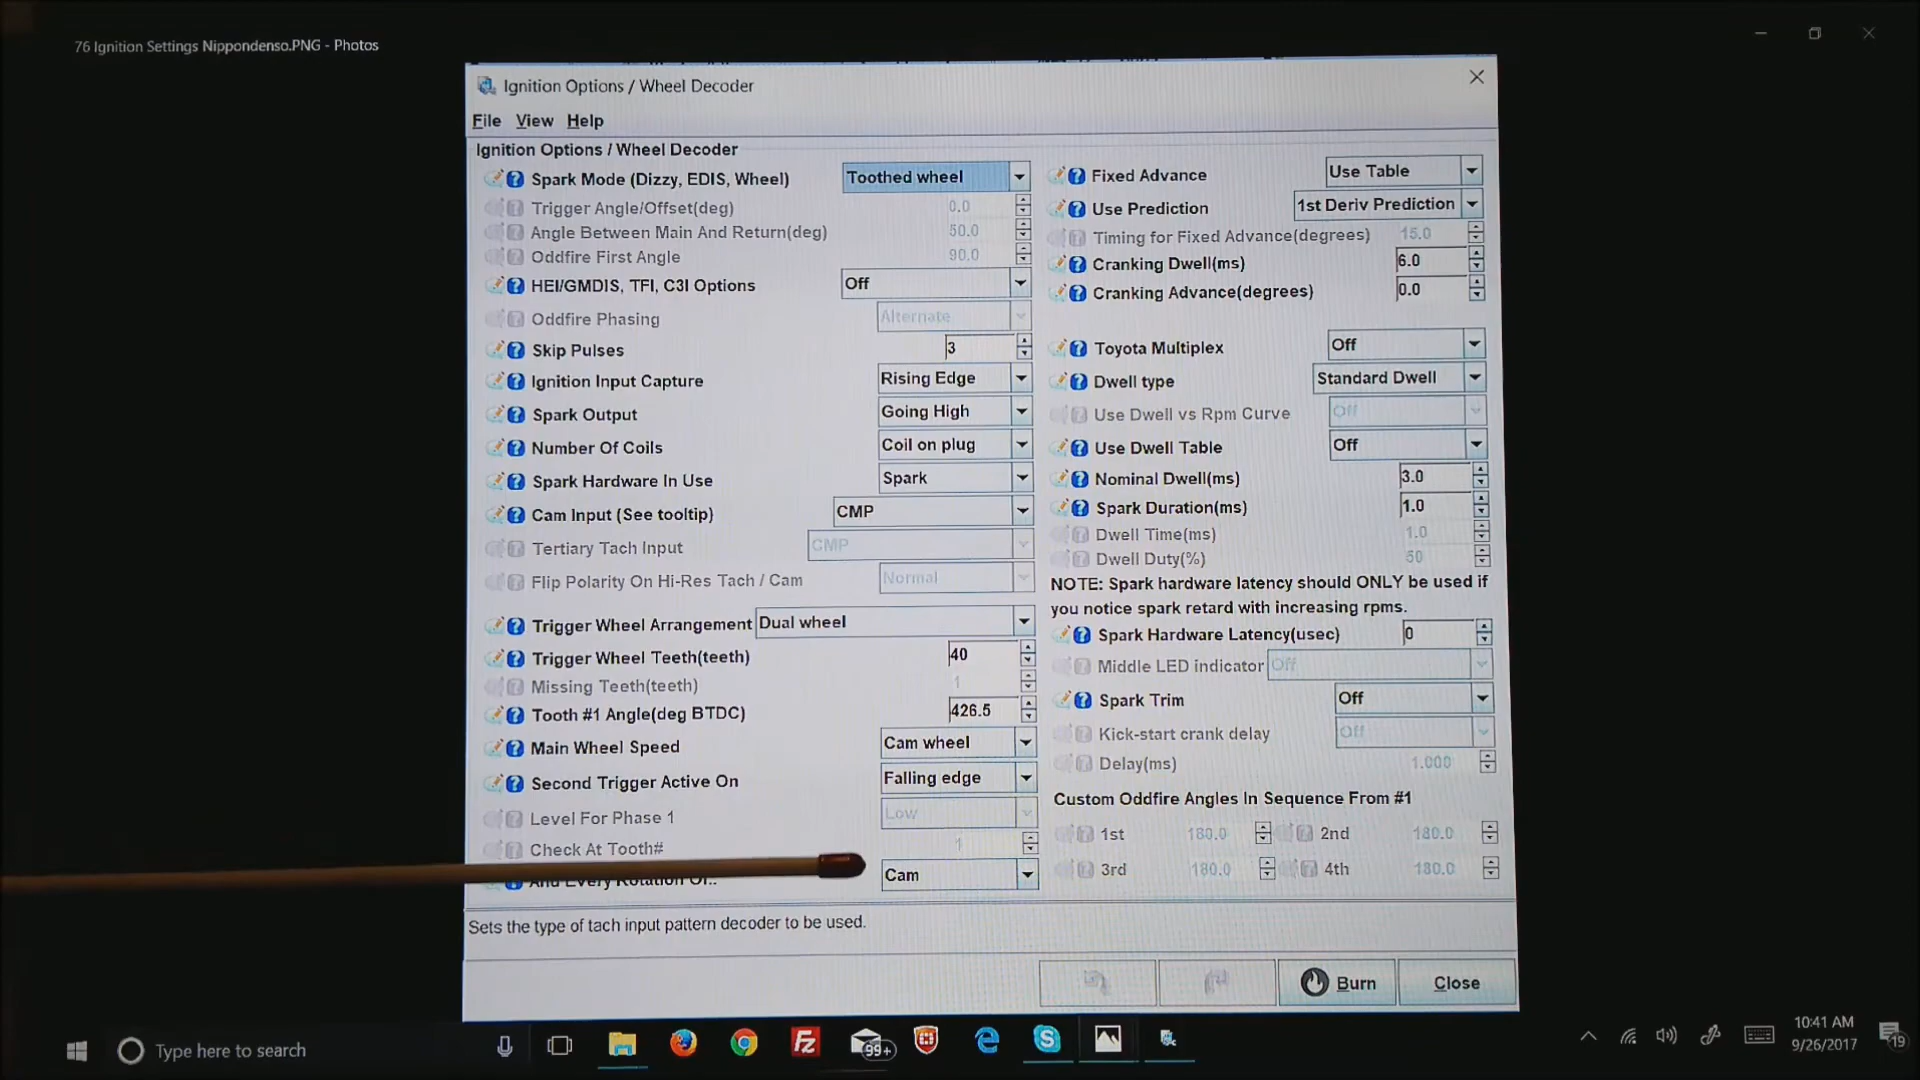 76 Ignition Settings Nippondenso.PNG - Photos
Ignition Options / Wheel Decoder
File View Help
Ignition Options / Wheel Decoder
Spark Mode (Dizzy, EDIS, Wheel) Toothed wheel
Trigger Angle/Offset(deg) 0.0
Angle Between Main And Return(deg) 50.0
Oddfire First Angle 90.0
HEI/GMDIS, TFI, C3I Options Off
Oddfire Phasing Alternate
Skip Pulses 3
Ignition Input Capture Rising Edge
Spark Output Going High
Number Of Coils Coil on plug
Spark Hardware In Use Spark
Cam Input (See tooltip) CMP
Tertiary Tach Input CMP
Flip Polarity On Hi-Res Tach / Cam Normal
Trigger Wheel Arrangement Dual wheel
Trigger Wheel Teeth(teeth) 40
Missing Teeth(teeth) 1
Tooth #1 Angle(deg BTDC) 426.5
Main Wheel Speed Cam wheel
Second Trigger Active On Falling edge
Level For Phase 1 Low
Check At Tooth# 1
And Every Rotation Of.. Cam
Fixed Advance Use Table
Use Prediction 1st Deriv Prediction
Timing for Fixed Advance(degrees) 15.0
Cranking Dwell(ms) 6.0
Cranking Advance(degrees) 0.0
Toyota Multiplex Off
Dwell type Standard Dwell
Use Dwell vs Rpm Curve Off
Use Dwell Table Off
Nominal Dwell(ms) 3.0
Spark Duration(ms) 1.0
Dwell Time(ms) 1.0
Dwell Duty(%) 50
NOTE: Spark hardware latency should ONLY be used if
you notice spark retard with increasing rpms.
Spark Hardware Latency(usec) 0
Middle LED indicator Off
Spark Trim Off
Kick-start crank delay Off
Delay(ms) 1.000
Custom Oddfire Angles In Sequence From #1
1st 180.0 2nd 180.0
3rd 180.0 4th 180.0
Sets the type of tach input pattern decoder to be used.
Burn Close
Type here to search
99+
10:41 AM
9/26/2017
19